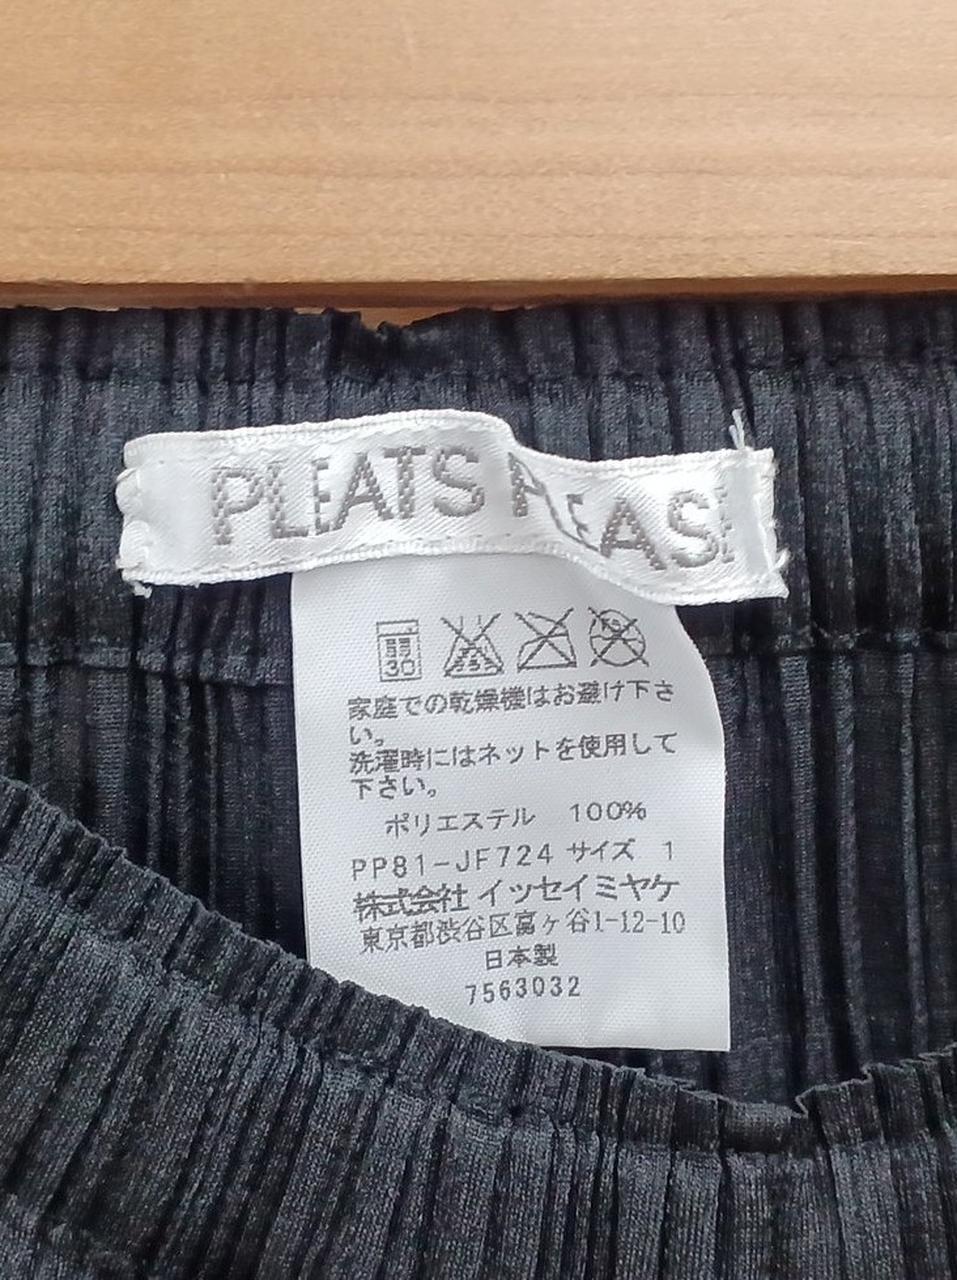 PLEATS PLEASE
30
家庭での乾燥機はお避け下さ
い。
洗濯時にはネットを使用して
下さい。
ポリエステル 100%
PP81-JF724 サイズ 1
株式会社 イッセイミヤケ
東京都渋谷区富ヶ谷1-12-10
日本製
7563032